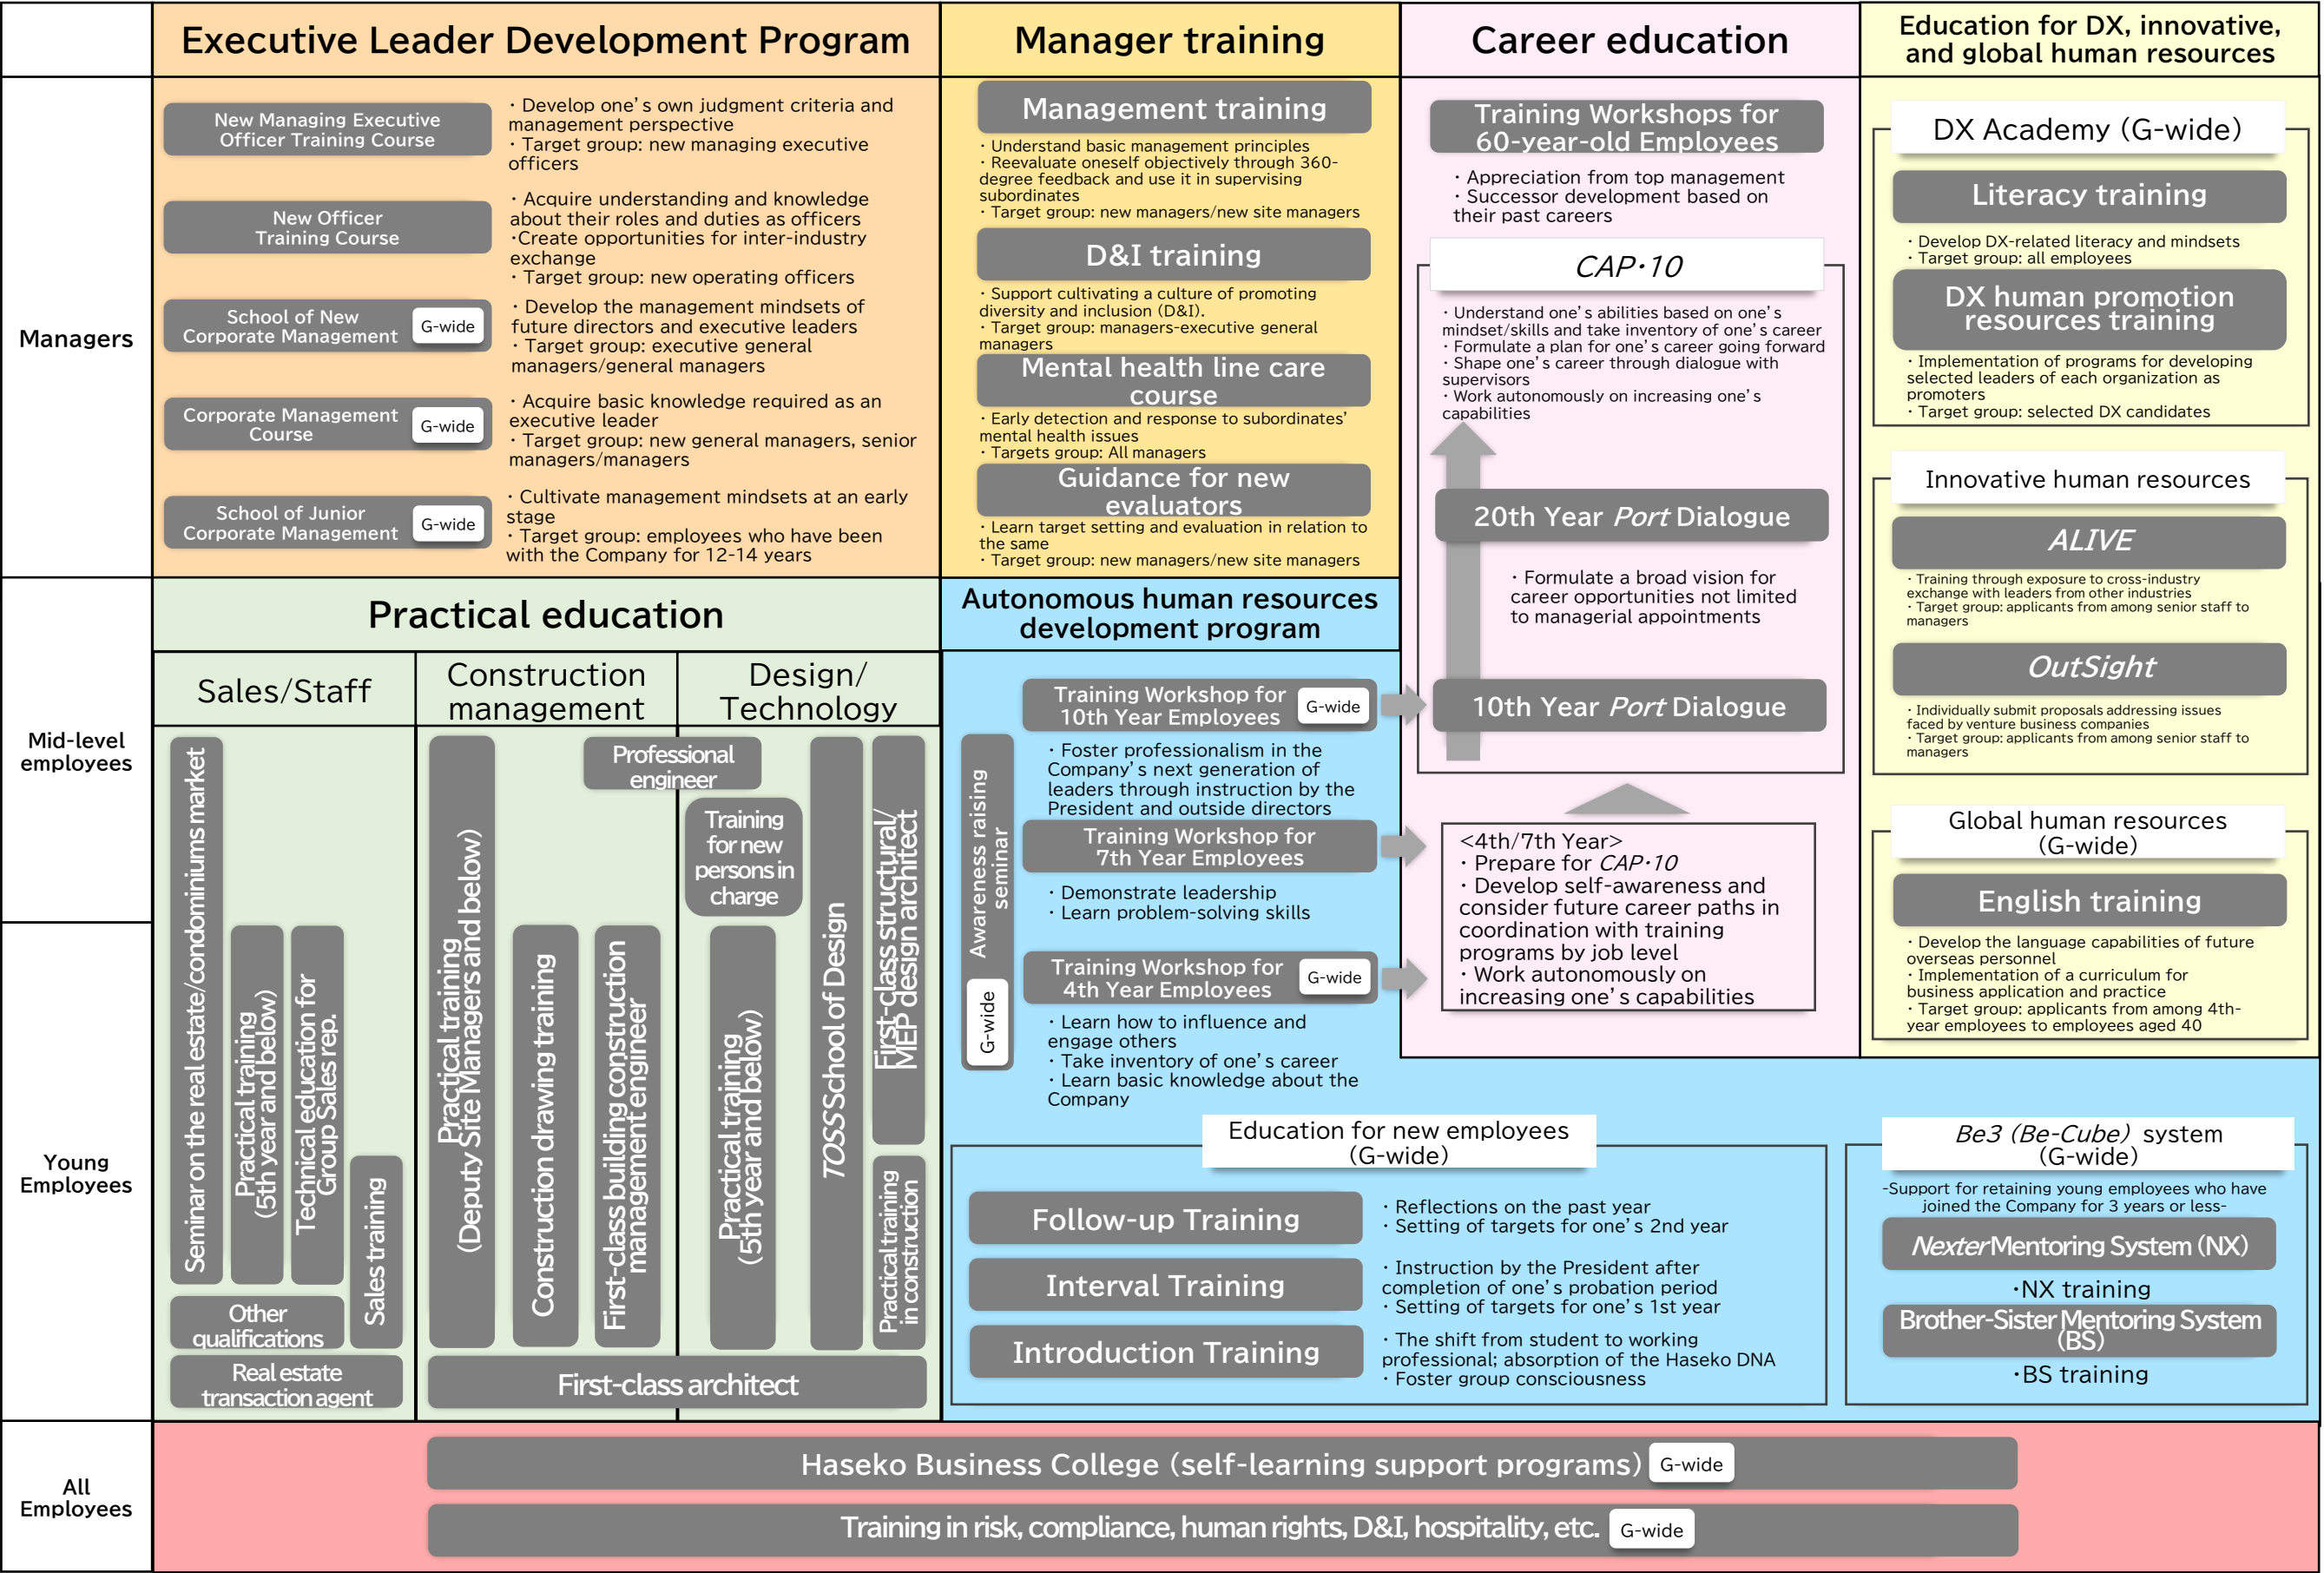 Executive Leader Development Program
Manager training
Career education
Education for DX, innovative,
and global human resources
Managers
New Managing Executive
Officer Training Course
・Develop one's own judgment criteria and
management perspective
・Target group: new managing executive
officers
New Officer
Training Course
・Acquire understanding and knowledge
about their roles and duties as officers
・Create opportunities for inter-industry
exchange
・Target group: new operating officers
School of New
Corporate Management
G-wide
・Develop the management mindsets of
future directors and executive leaders
・Target group: executive general
managers/general managers
Corporate Management
Course
G-wide
・Acquire basic knowledge required as an
executive leader
・Target group: new general managers, senior
managers/managers
School of Junior
Corporate Management
G-wide
・Cultivate management mindsets at an early
stage
・Target group: employees who have been
with the Company for 12-14 years
Management training
・Understand basic management principles
・Reevaluate oneself objectively through 360-
degree feedback and use it in supervising
subordinates
・Target group: new managers/new site managers
D&I training
・Support cultivating a culture of promoting
diversity and inclusion (D&I).
・Target group: managers-executive general
managers
Mental health line care
course
・Early detection and response to subordinates'
mental health issues
・Targets group: All managers
Guidance for new
evaluators
・Learn target setting and evaluation in relation to
the same
・Target group: new managers/new site managers
Training Workshops for
60-year-old Employees
・Appreciation from top management
・Successor development based on
their past careers
CAP・10
・Understand one's abilities based on one's
mindset/skills and take inventory of one's career
・Formulate a plan for one's career going forward
・Shape one's career through dialogue with
supervisors
・Work autonomously on increasing one's
capabilities
20th Year Port Dialogue
・Formulate a broad vision for
career opportunities not limited
to managerial appointments
10th Year Port Dialogue
<4th/7th Year>
・Prepare for CAP・10
・Develop self-awareness and
consider future career paths in
coordination with training
programs by job level
・Work autonomously on
increasing one's capabilities
DX Academy (G-wide)
Literacy training
・Develop DX-related literacy and mindsets
・Target group: all employees
DX human promotion
resources training
・Implementation of programs for developing
selected leaders of each organization as
promoters
・Target group: selected DX candidates
Innovative human resources
ALIVE
・Training through exposure to cross-industry
exchange with leaders from other industries
・Target group: applicants from among senior staff to
managers
OutSight
・Individually submit proposals addressing issues
faced by venture business companies
・Target group: applicants from among senior staff to
managers
Global human resources
(G-wide)
English training
・Develop the language capabilities of future
overseas personnel
・Implementation of a curriculum for
business application and practice
・Target group: applicants from among 4th-
year employees to employees aged 40
Mid-level
employees
Young
Employees
Practical education
Sales/Staff
Construction
management
Design/
Technology
Seminar on the real estate/condominiums market
Practical training
(5th year and below)
Technical education for
Group Sales rep.
Sales training
Other
qualifications
Real estate
transaction agent
Practical training
(Deputy Site Managers and below)
Construction drawing training
First-class building construction
management engineer
Professional
engineer
Training
for new
persons in
charge
Practical training
(5th year and below)
TOSS School of Design
First-class structural/
MEP design architect
Practical training
in construction
First-class architect
Autonomous human resources
development program
Awareness raising
seminar
G-wide
Training Workshop for
10th Year Employees
G-wide
・Foster professionalism in the
Company's next generation of
leaders through instruction by the
President and outside directors
Training Workshop for
7th Year Employees
・Demonstrate leadership
・Learn problem-solving skills
Training Workshop for
4th Year Employees
G-wide
・Learn how to influence and
engage others
・Take inventory of one's career
・Learn basic knowledge about the
Company
Education for new employees
(G-wide)
Follow-up Training
・Reflections on the past year
・Setting of targets for one's 2nd year
Interval Training
・Instruction by the President after
completion of one's probation period
・Setting of targets for one's 1st year
Introduction Training
・The shift from student to working
professional; absorption of the Haseko DNA
・Foster group consciousness
Be3 (Be-Cube) system
(G-wide)
-Support for retaining young employees who have
joined the Company for 3 years or less-
Nexter Mentoring System (NX)
・NX training
Brother-Sister Mentoring System
(BS)
・BS training
All
Employees
Haseko Business College (self-learning support programs)
G-wide
Training in risk, compliance, human rights, D&I, hospitality, etc.
G-wide